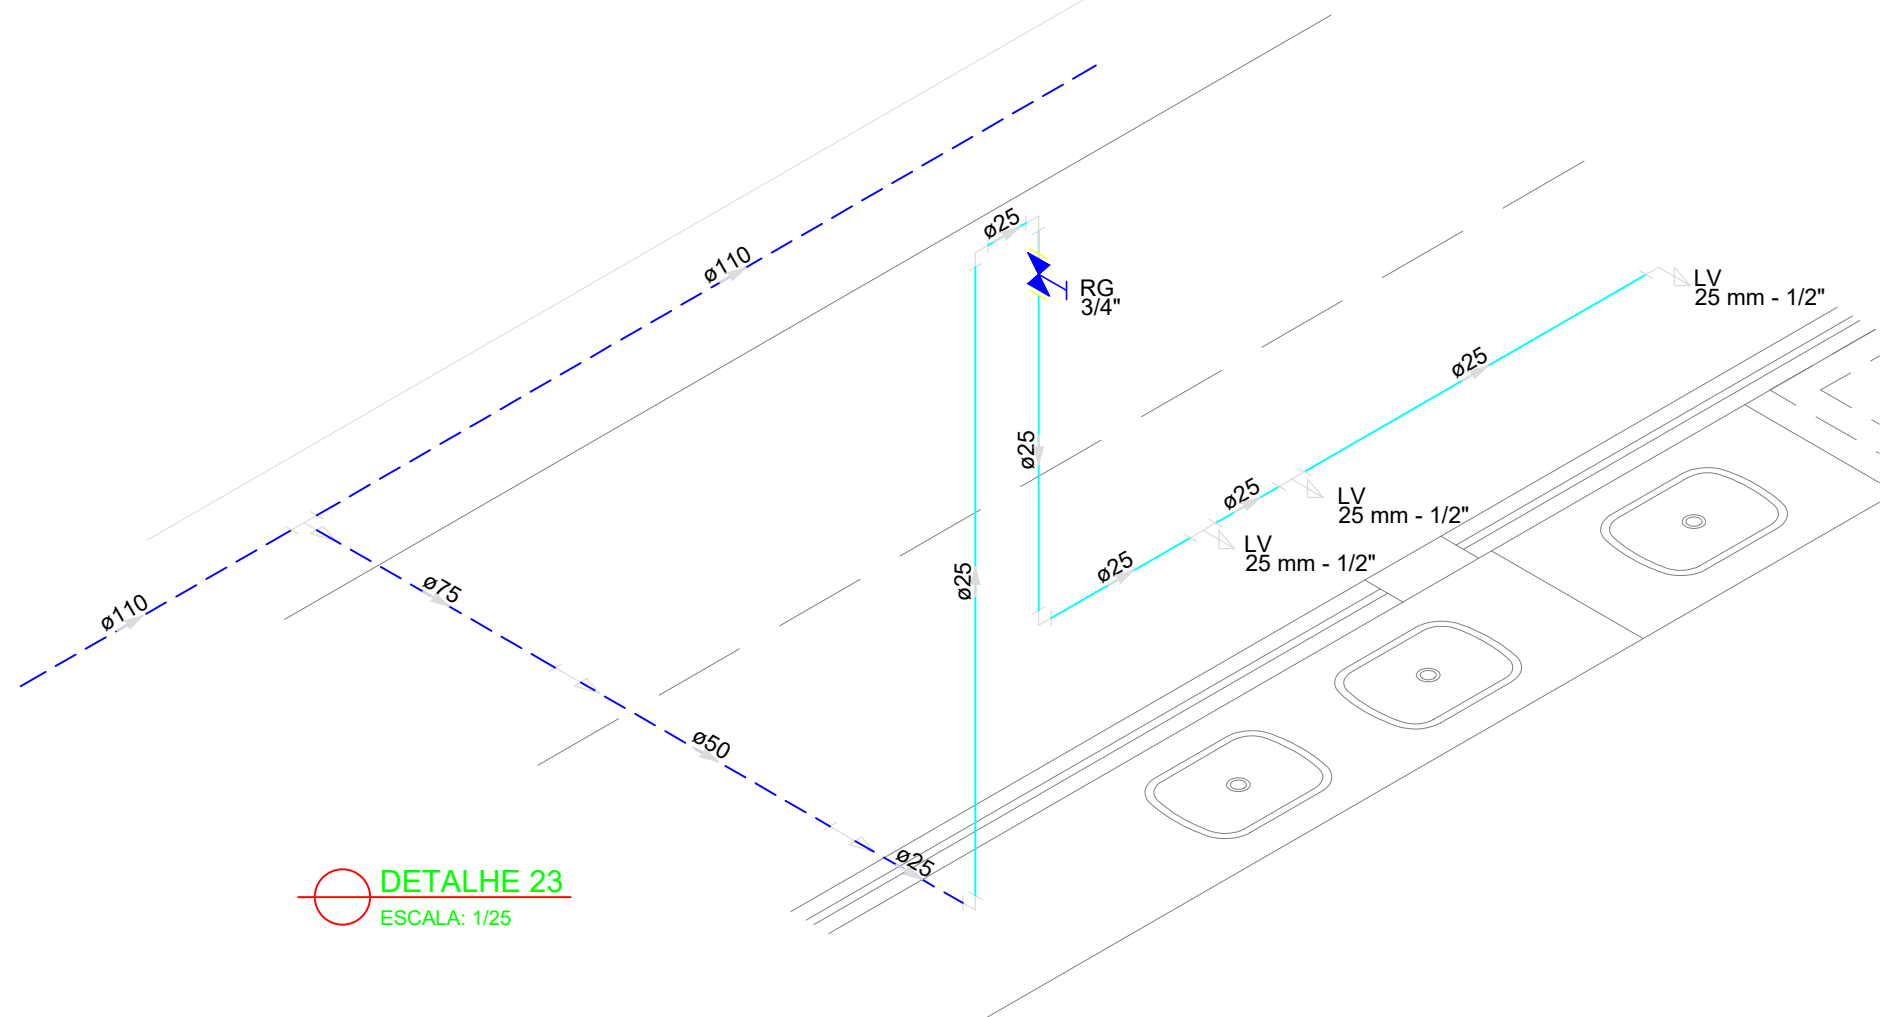 ø25
ø110
RG
3/4"
LV
25 mm - 1/2"
ø25
ø25
ø25
LV
25 mm - 1/2"
LV
25 mm - 1/2"
ø25
ø25
ø75
ø110
ø50
ø25
DETALHE 23
ESCALA: 1/25